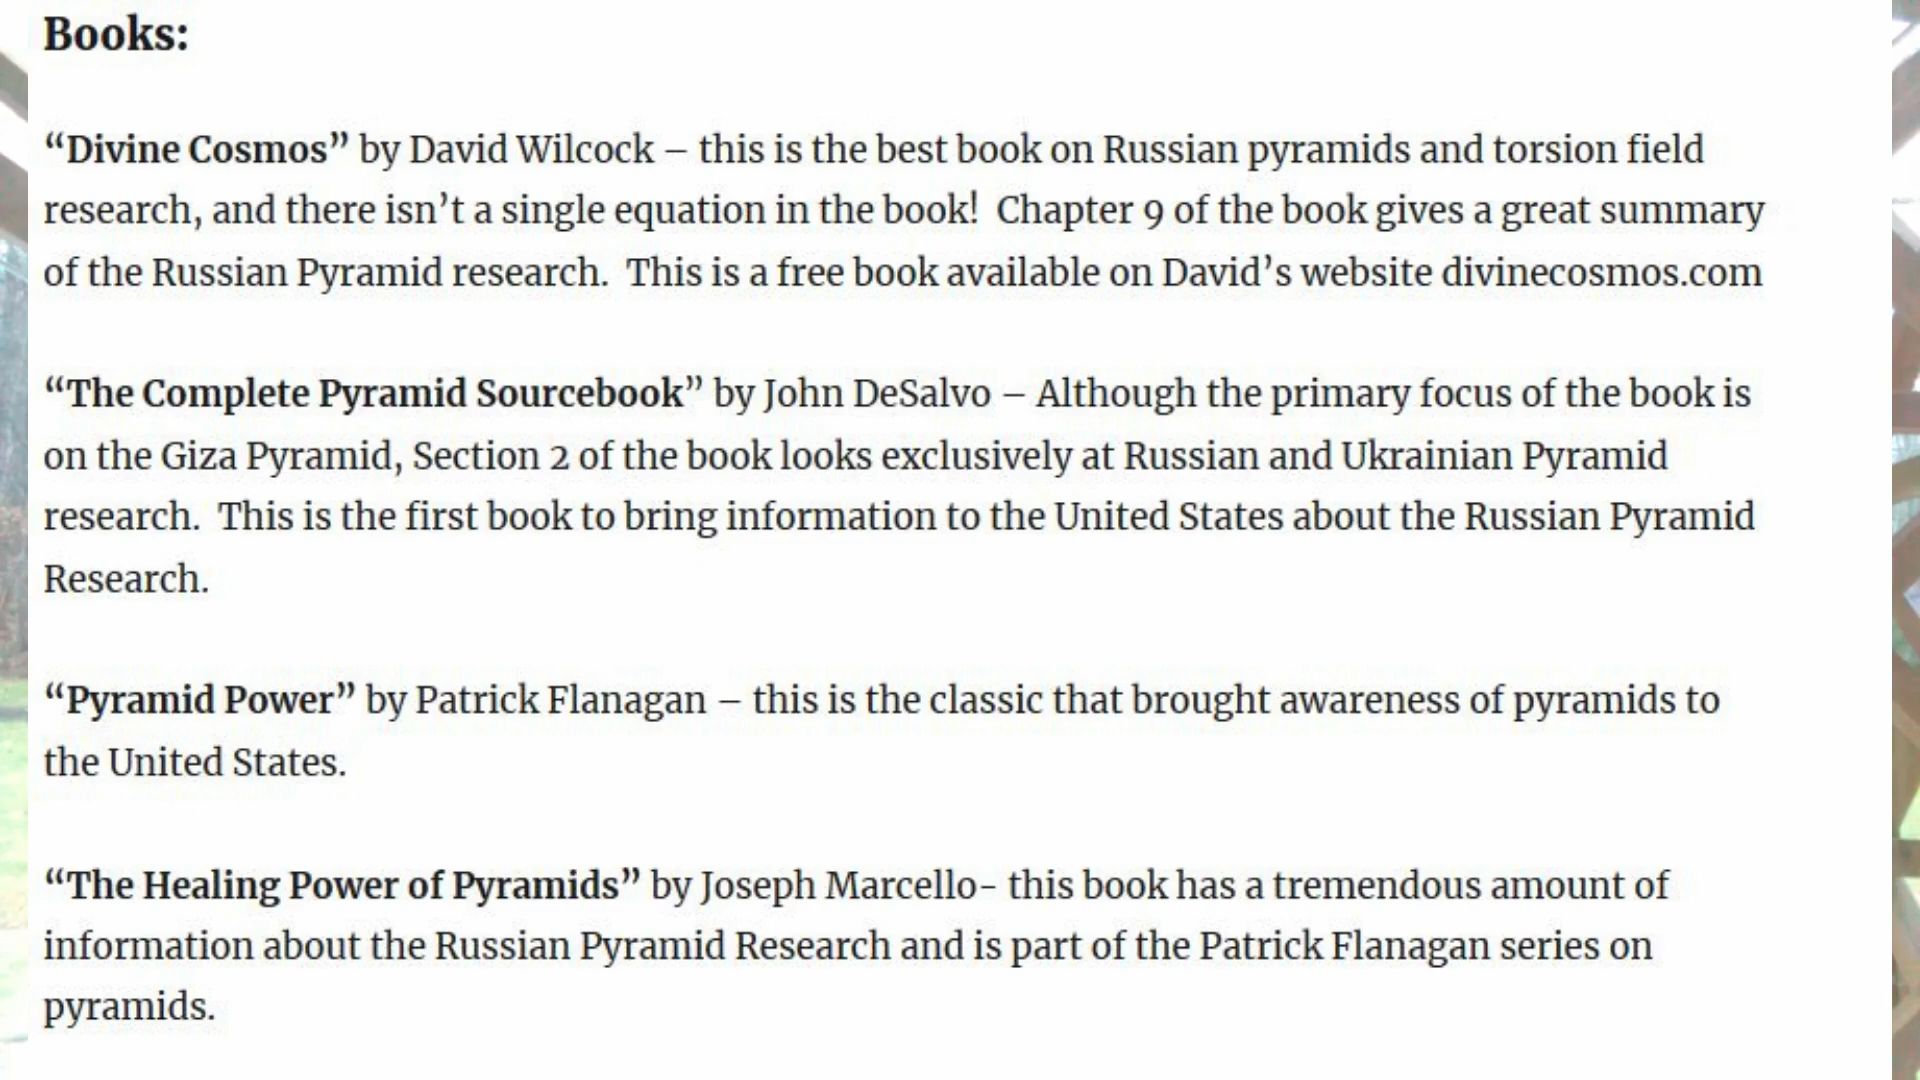 Books:
“Divine Cosmos” by David Wilcock – this is the best book on Russian pyramids and torsion field
research, and there isn’t a single equation in the book!  Chapter 9 of the book gives a great summary
of the Russian Pyramid research.  This is a free book available on David’s website divinecosmos.com
“The Complete Pyramid Sourcebook” by John DeSalvo – Although the primary focus of the book is
on the Giza Pyramid, Section 2 of the book looks exclusively at Russian and Ukrainian Pyramid
research.  This is the first book to bring information to the United States about the Russian Pyramid
Research.
“Pyramid Power” by Patrick Flanagan – this is the classic that brought awareness of pyramids to
the United States.
“The Healing Power of Pyramids” by Joseph Marcello- this book has a tremendous amount of
information about the Russian Pyramid Research and is part of the Patrick Flanagan series on
pyramids.